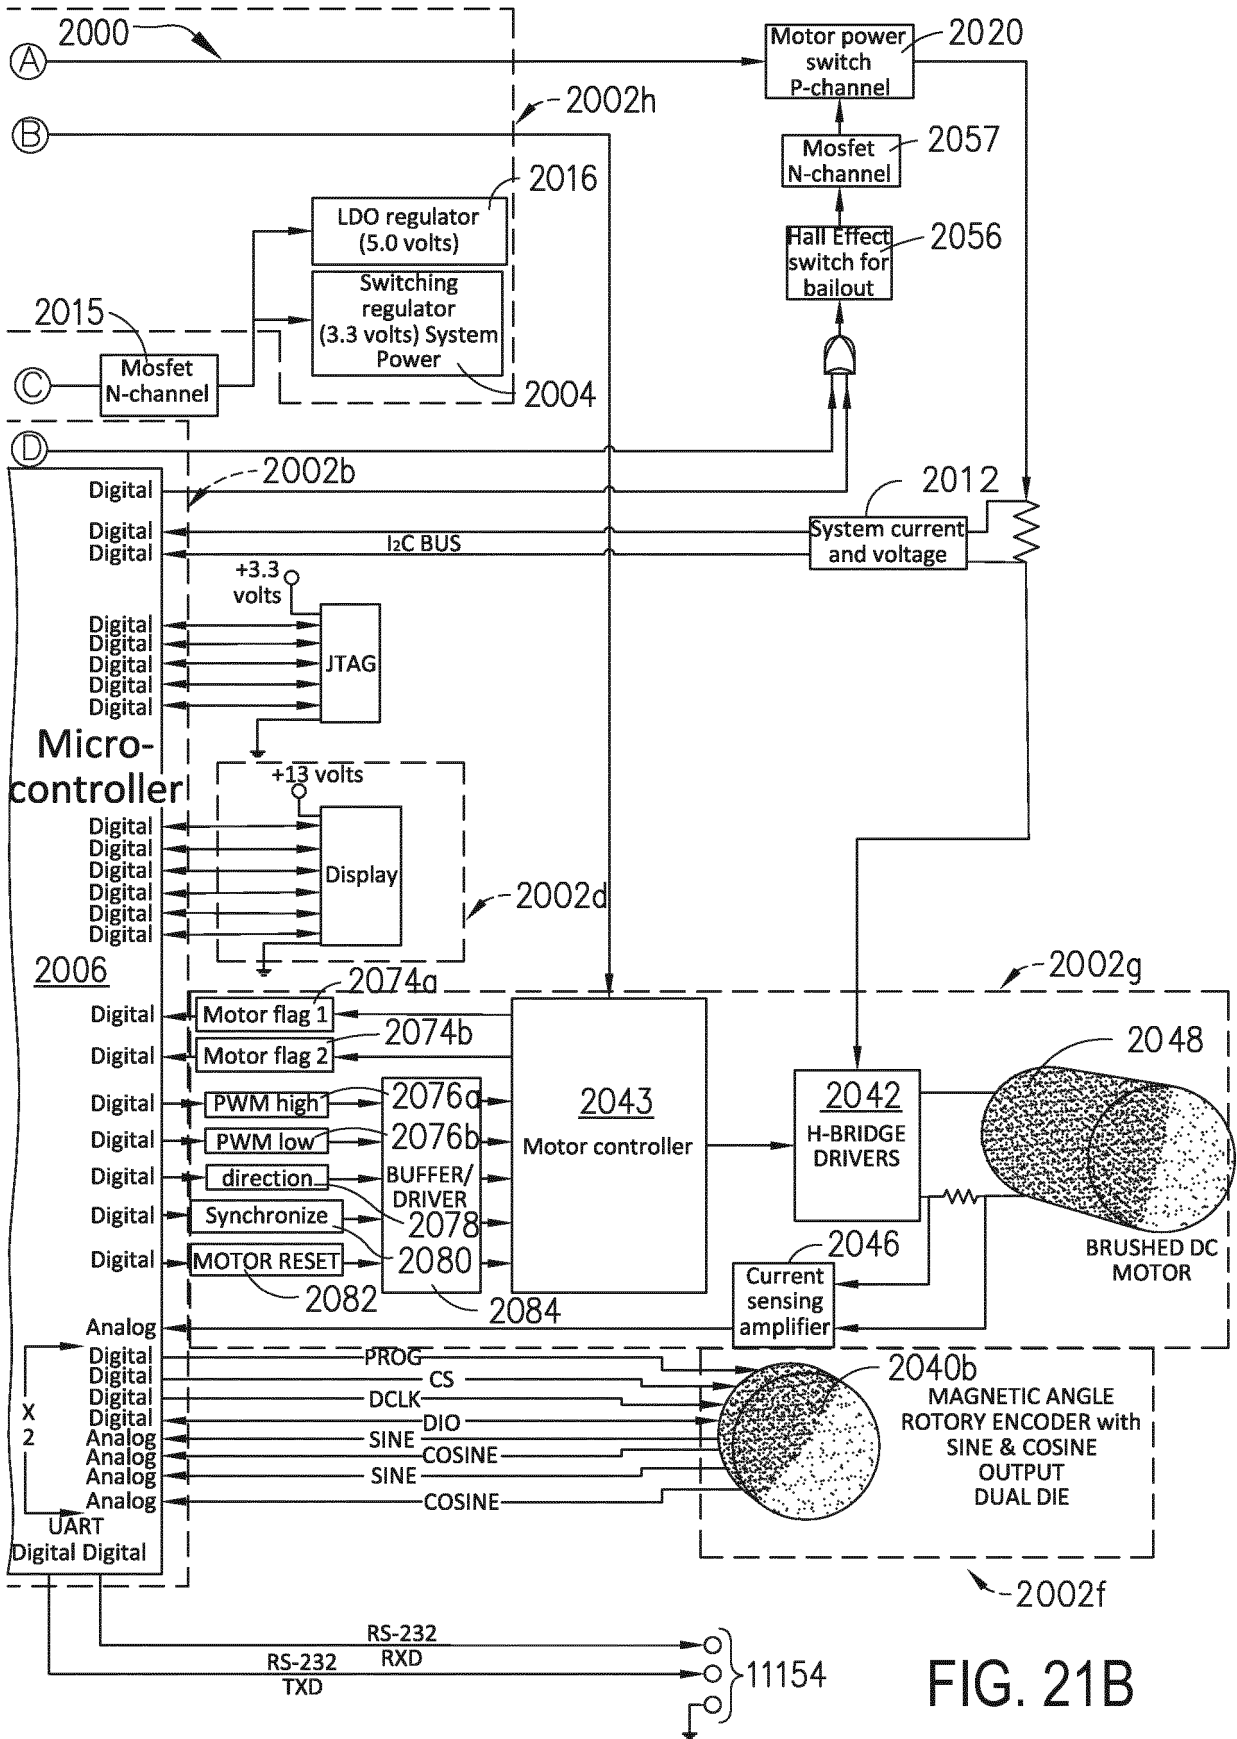 2000
A
Motor power
switch
P-channel
2020
2002h
B
Mosfet
N-channel
2057
2016
LDO regulator
(5.0 volts)
Hall Effect
switch for
bailout
2056
Switching
regulator
(3.3 volts) System
Power
2004
2015
C
Mosfet
N-channel
D
2002b
Digital
2012
System current
and voltage
Digital
Digital
I2C BUS
+3.3
volts
Digital
Digital
Digital
Digital
Digital
JTAG
Micro-
controller
+13 volts
Digital
Digital
Digital
Digital
Digital
Digital
Display
2002d
2006
2002g
2074a
Digital
Motor flag 1
2074b
Digital
Motor flag 2
Digital
PWM high
2076a
Digital
PWM low
2076b
Digital
direction
BUFFER/
DRIVER
2078
Digital
Synchronize
2080
Digital
MOTOR RESET
2082
2084
2043
Motor controller
2042
H-BRIDGE
DRIVERS
2048
BRUSHED DC
MOTOR
2046
Current
sensing
amplifier
Analog
X
2
Digital
PROG
Digital
CS
Digital
DCLK
Digital
DIO
Analog
SINE
Analog
COSINE
Analog
SINE
Analog
COSINE
2040b
MAGNETIC ANGLE
ROTORY ENCODER with
SINE & COSINE
OUTPUT
DUAL DIE
2002f
UART
Digital Digital
RS-232
RXD
RS-232
TXD
11154
FIG. 21B